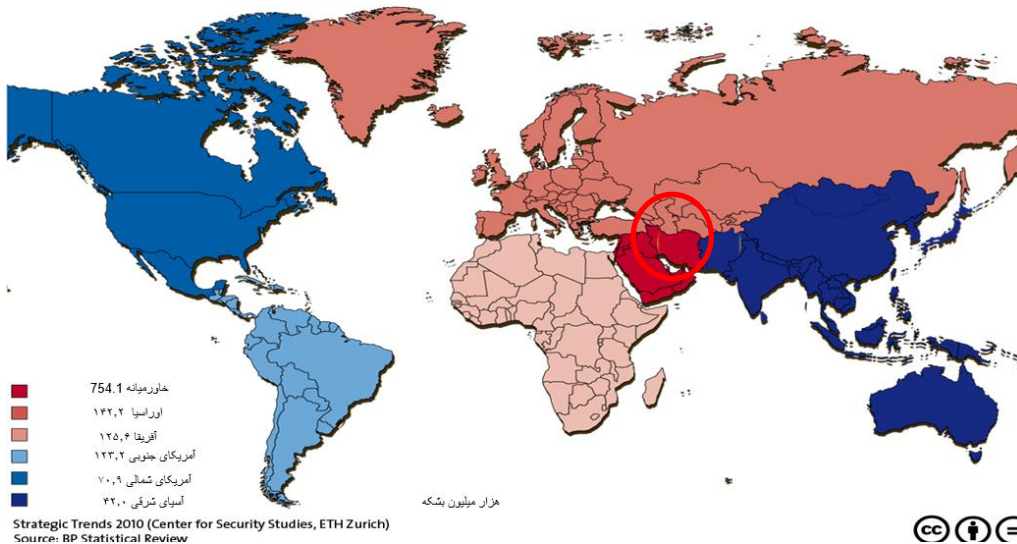 خاورمیانه 754.1
اوراسیا ۱۴۲,۲
آفریقا ۱۲۵,۶
آمریکای جنوبی ۱۲۳,۲
آمریکای شمالی ۷۰,۹
آسیای شرقی ۴۲,۰
هزار میلیون بشکه
Strategic Trends 2010 (Center for Security Studies, ETH Zurich)
Source: BP Statistical Review
cc